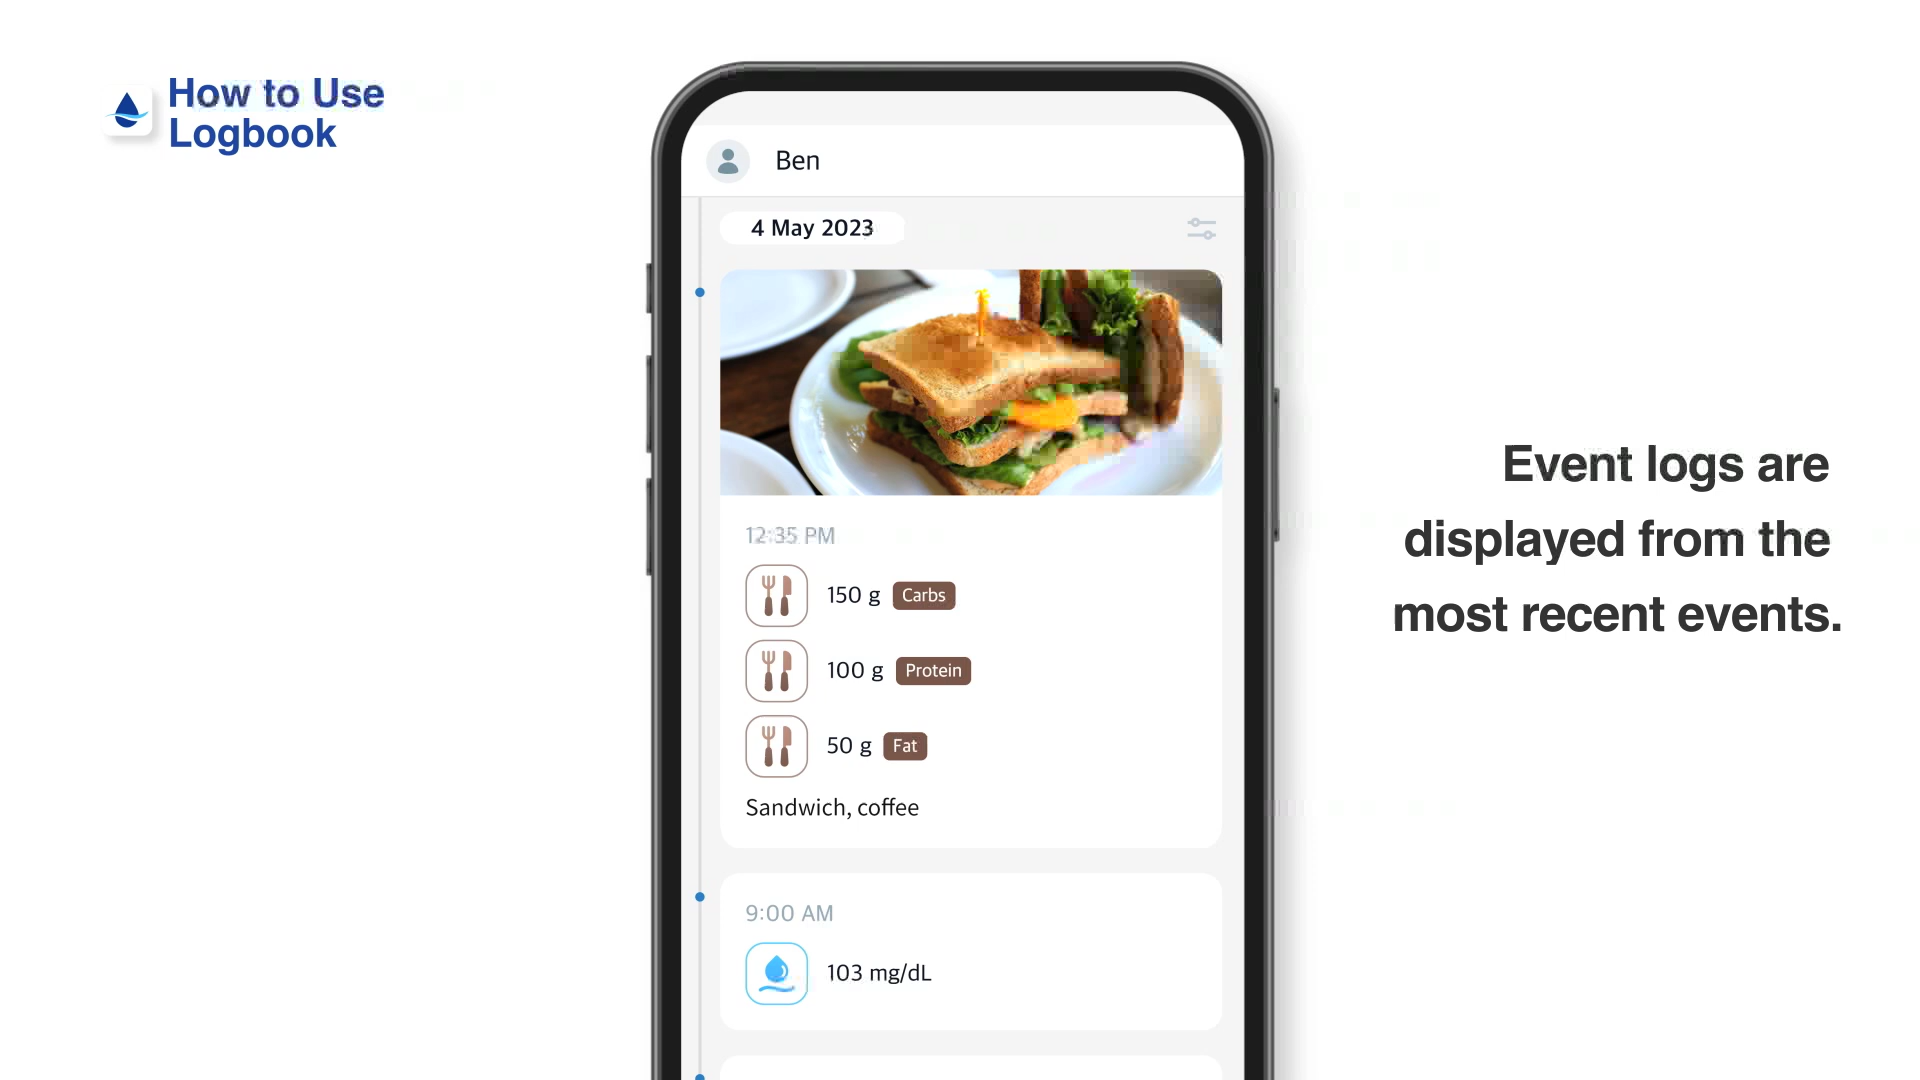 How to Use
Logbook
Ben
4 May 2023
12:35 PM
150 g Carbs
100 g Protein
50 g Fat
Sandwich, coffee
9:00 AM
103 mg/dL
Event logs are
displayed from the
most recent events.